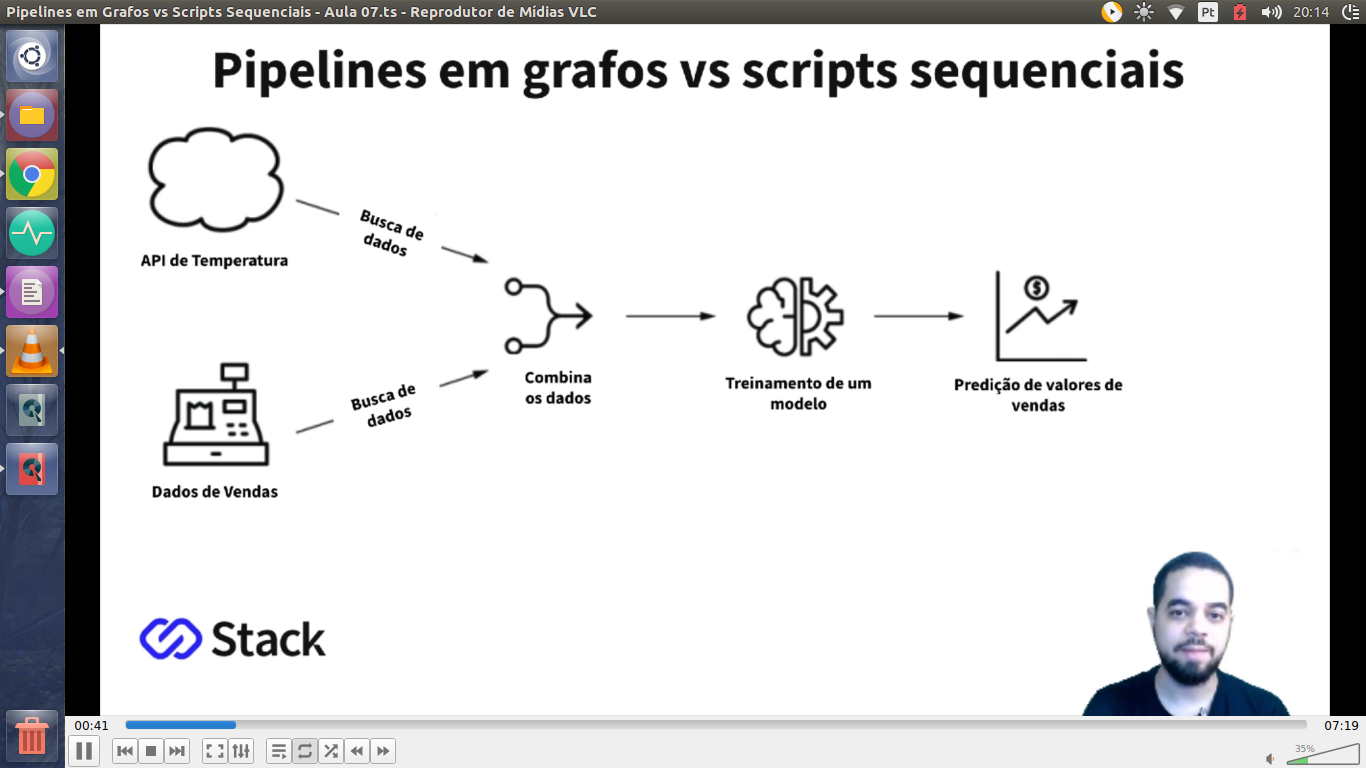 Pipelines em Grafos vs Scripts Sequenciais - Aula 07.ts - Reprodutor de Mídias VLC
Pt
20:14
Pipelines em grafos vs scripts sequenciais
API de Temperatura
Busca de
dados
Dados de Vendas
Busca de
dados
Combina
os dados
Treinamento de um
modelo
$
Predição de valores de
vendas
Stack
00:41
07:19
35%